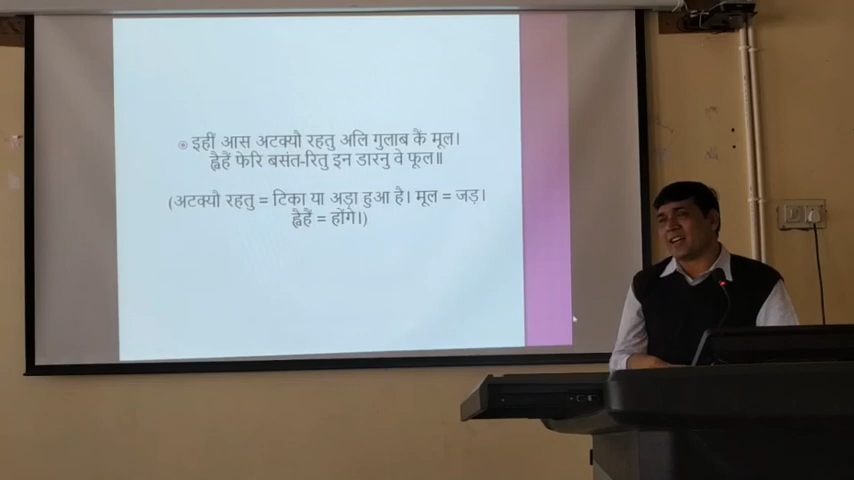 इहीं आस अटक्यौ रहतु अलि गुलाब कैं मूल।
ह्वैहैं फेरि बसंत-रितु इन डारनु वे फूल॥
(अटक्यौ रहतु = टिका या अड़ा हुआ है। मूल = जड़।
ह्वैहैं = होंगे।)